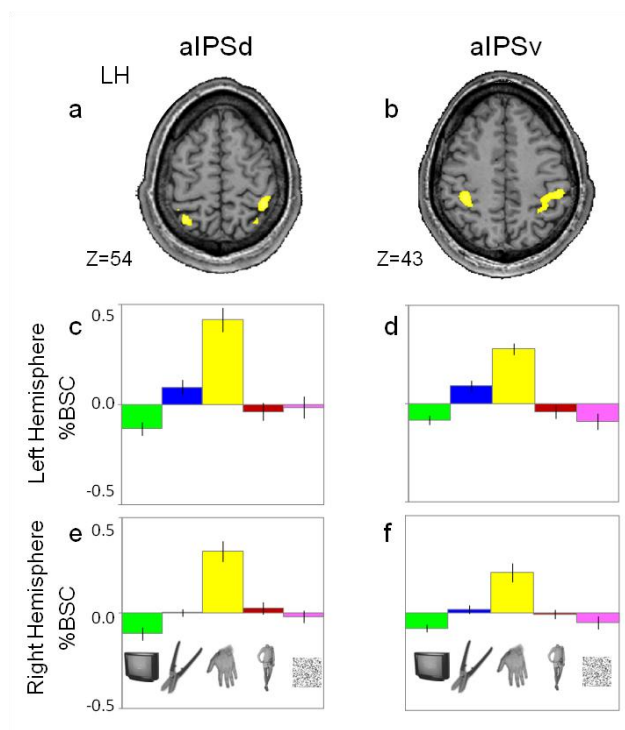 aIPSd
aIPSv
LH
a
b
Z=54
Z=43
Left Hemisphere
%BSC
0.5
0.0
-0.5
c
d
Right Hemisphere
%BSC
0.5
0.0
-0.5
e
f